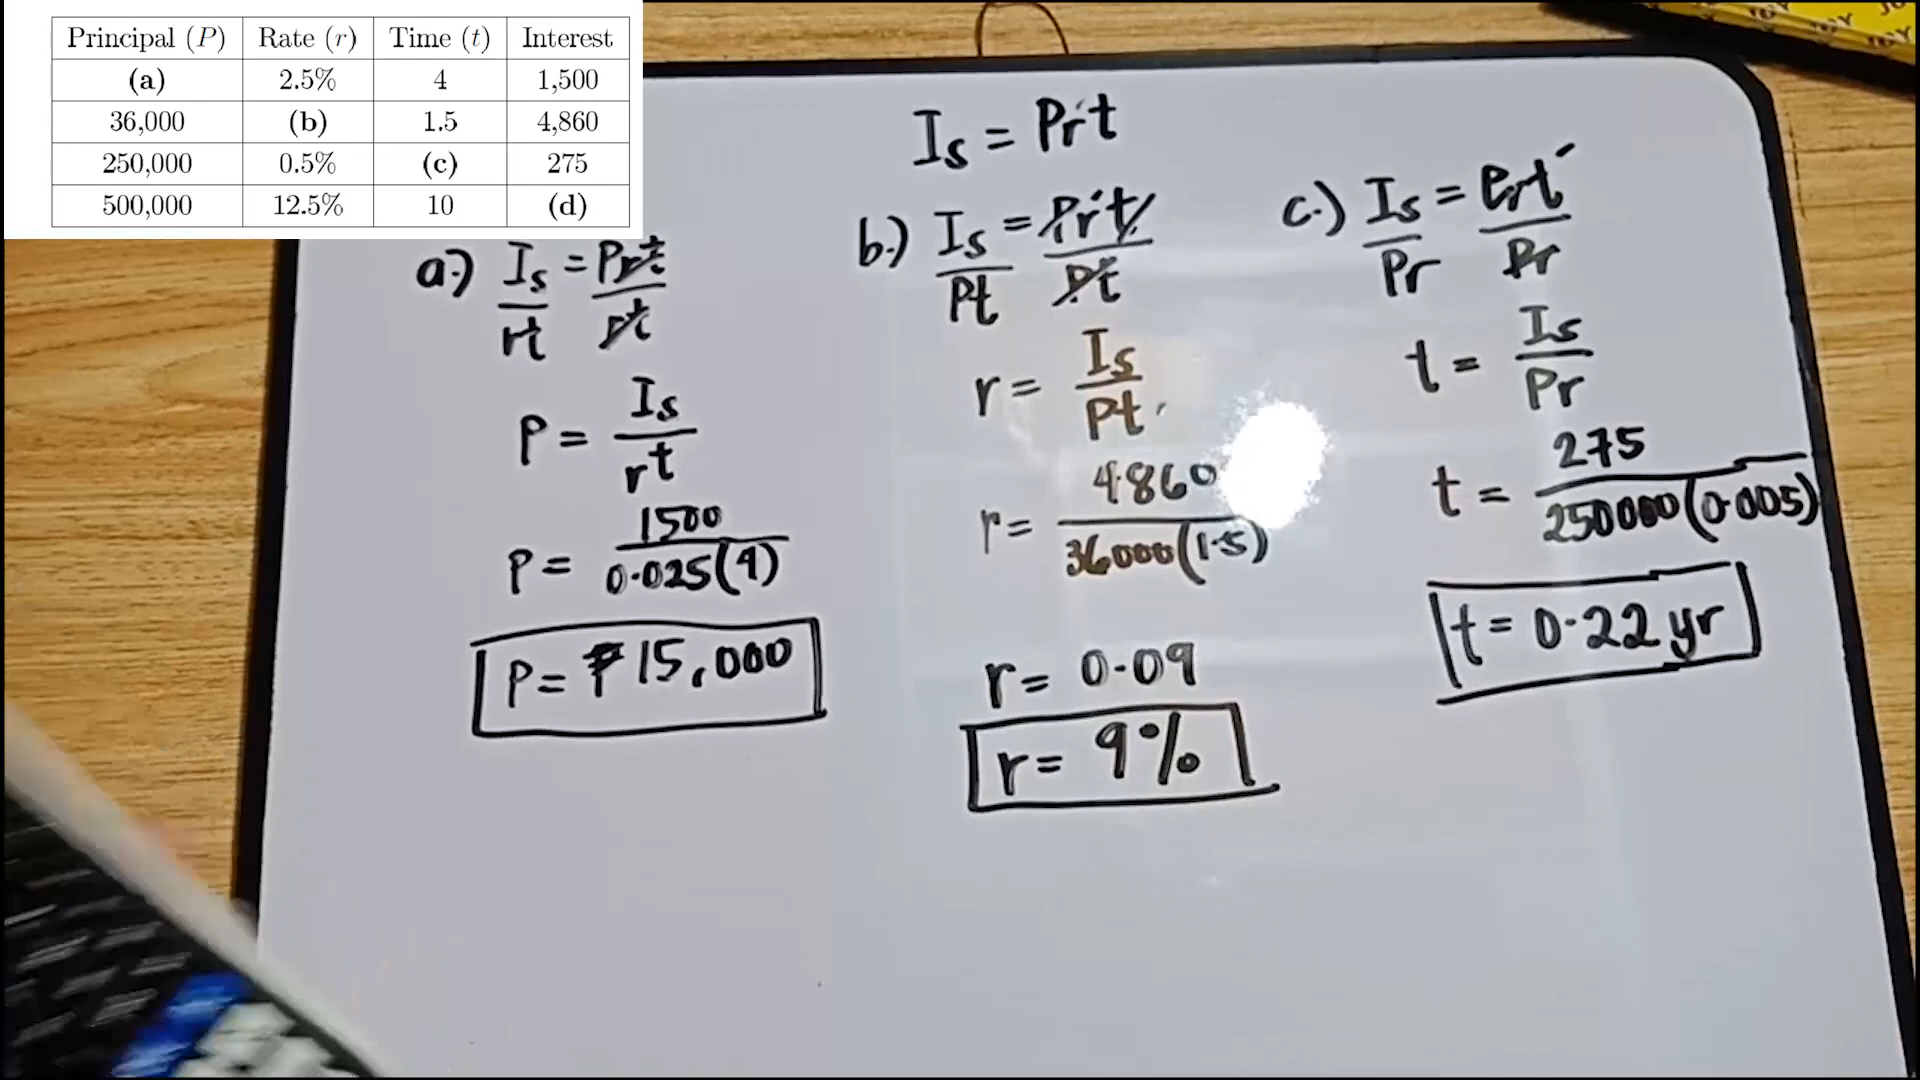 Principal (P) Rate (r) Time (t) Interest
(a) 2.5% 4 1,500
36,000 (b) 1.5 4,860
250,000 0.5% (c) 275
500,000 12.5% 10 (d)
JOY
Is = Prt
a.) Is/rt = Prt/rt
P = Is/rt
P = 1500/0.025(4)
P = ₱15,000
b.) Is/Pt = Prt/Pt
r = Is/Pt
r = 4860/36000(1.5)
r = 0.09
r = 9%
c.) Is/Pr = Prt/Pr
t = Is/Pr
t = 275/250000(0.005)
t = 0.22 yr